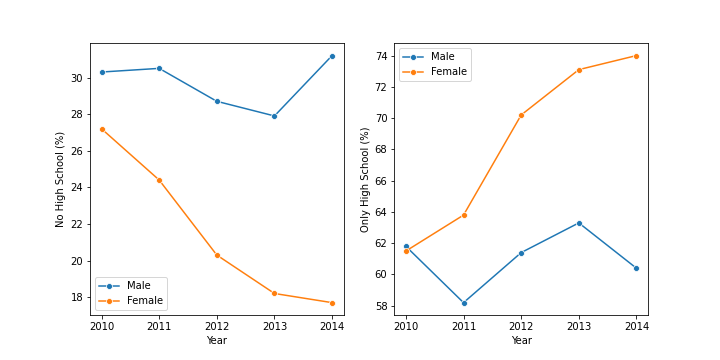 No High School (%)
30
28
26
24
22
20
18
Male
Female
2010 2011 2012 2013 2014
Year
Only High School (%)
74
72
70
68
66
64
62
60
58
Male
Female
2010 2011 2012 2013 2014
Year